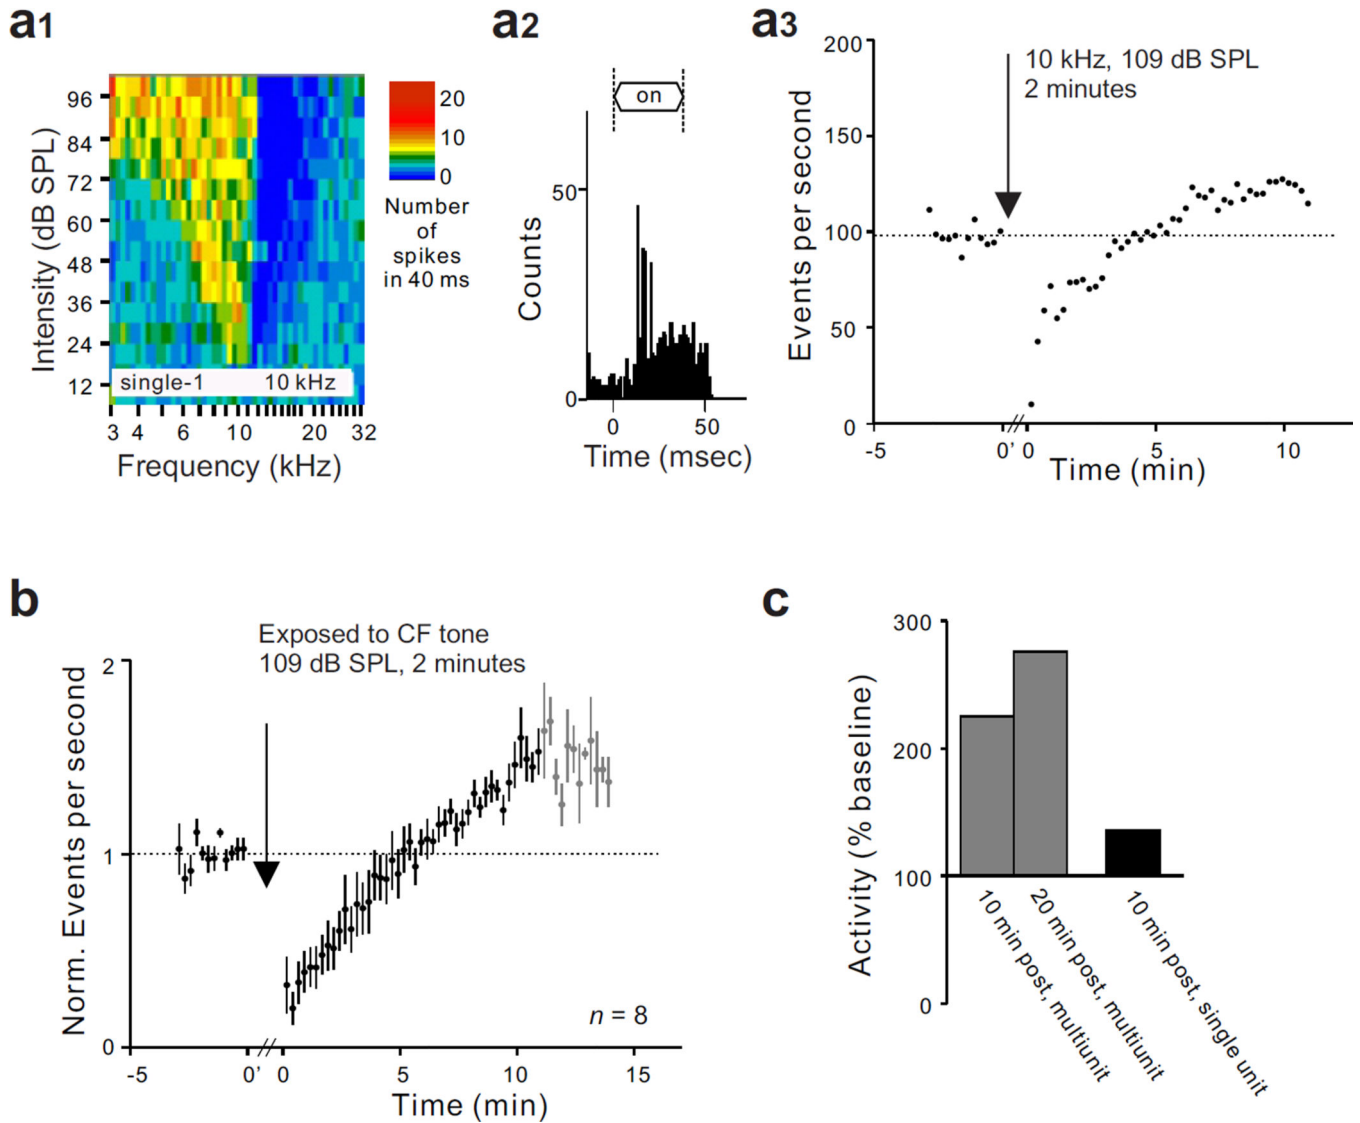 a1
96
84
72
60
48
36
24
12
Intensity (dB SPL)
single-1 10 kHz
3 4 6 10 20 32
Frequency (kHz)
20
10
0
Number
of
spikes
in 40 ms
a2
on
50
0
Counts
0 50
Time (msec)
a3
200
150
100
50
0
Events per second
10 kHz, 109 dB SPL
2 minutes
-5 0' 0 5 10
Time (min)
b
Exposed to CF tone
109 dB SPL, 2 minutes
2
1
0
Norm. Events per second
n = 8
-5 0' 0 5 10 15
Time (min)
c
300
200
100
0
Activity (% baseline)
10 min post, multiunit
20 min post, multiunit
10 min post, single unit